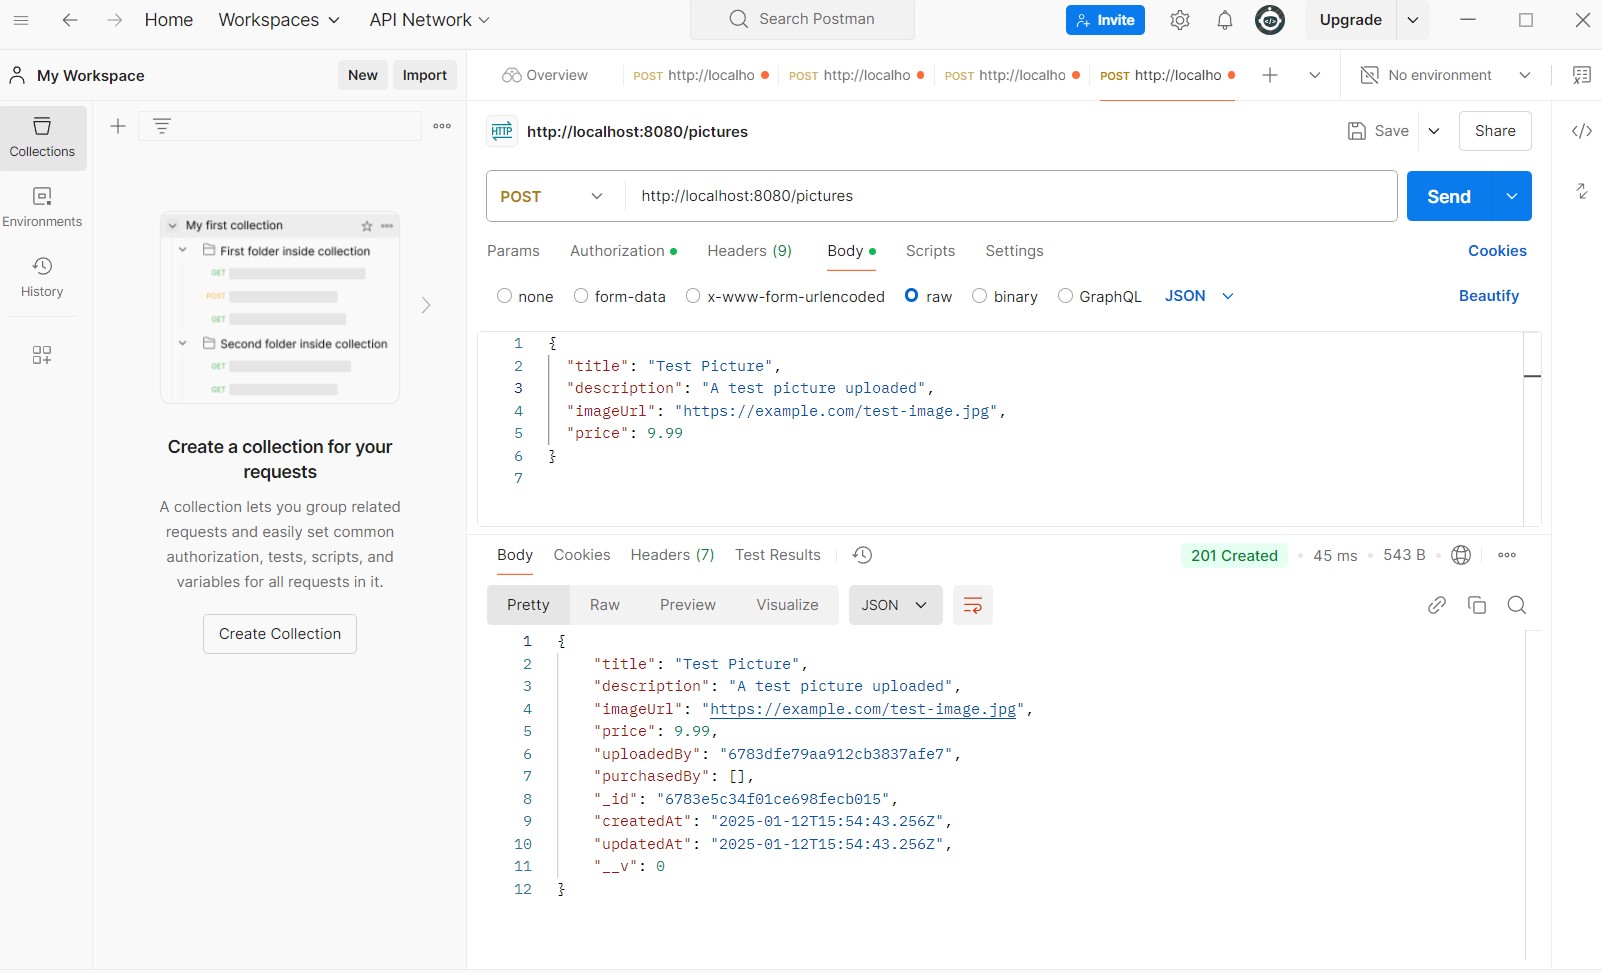 Home Workspaces API Network Search Postman Invite Upgrade
My Workspace New Import Overview POST http://localho POST http://localho POST http://localho POST http://localho No environment
Collections
Environments
History
My first collection
First folder inside collection
GET
POST
GET
Second folder inside collection
GET
GET
Create a collection for your
requests
A collection lets you group related
requests and easily set common
authorization, tests, scripts, and
variables for all requests in it.
Create Collection
HTTP http://localhost:8080/pictures Save Share
POST http://localhost:8080/pictures Send
Params Authorization Headers (9) Body Scripts Settings Cookies
none form-data x-www-form-urlencoded raw binary GraphQL JSON Beautify
1 {
2 "title": "Test Picture",
3 "description": "A test picture uploaded",
4 "imageUrl": "https://example.com/test-image.jpg",
5 "price": 9.99
6 }
7
Body Cookies Headers (7) Test Results 201 Created 45 ms 543 B
Pretty Raw Preview Visualize JSON
1 {
2 "title": "Test Picture",
3 "description": "A test picture uploaded",
4 "imageUrl": "https://example.com/test-image.jpg",
5 "price": 9.99,
6 "uploadedBy": "6783dfe79aa912cb3837afe7",
7 "purchasedBy": [],
8 "_id": "6783e5c34f01ce698fecb015",
9 "createdAt": "2025-01-12T15:54:43.256Z",
10 "updatedAt": "2025-01-12T15:54:43.256Z",
11 "__v": 0
12 }